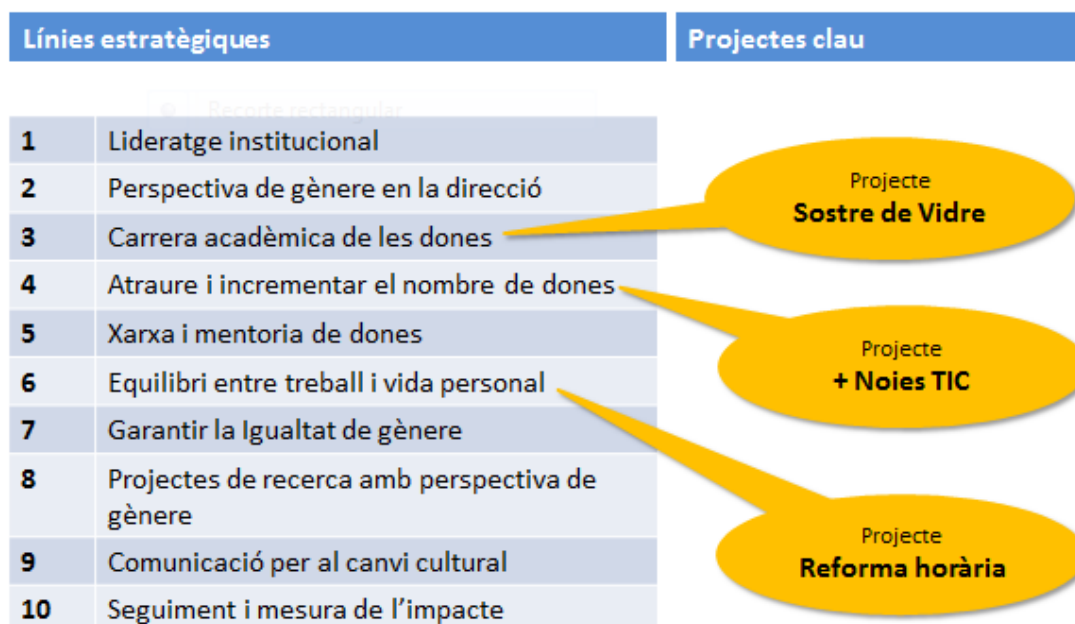 Línies estratègiques
Projectes clau
Recorte rectangular
1 Lideratge institucional
2 Perspectiva de gènere en la direcció
3 Carrera acadèmica de les dones
4 Atraure i incrementar el nombre de dones
5 Xarxa i mentoria de dones
6 Equilibri entre treball i vida personal
7 Garantir la Igualtat de gènere
8 Projectes de recerca amb perspectiva de
gènere
9 Comunicació per al canvi cultural
10 Seguiment i mesura de l'impacte
Projecte
Sostre de Vidre
Projecte
+ Noies TIC
Projecte
Reforma horària